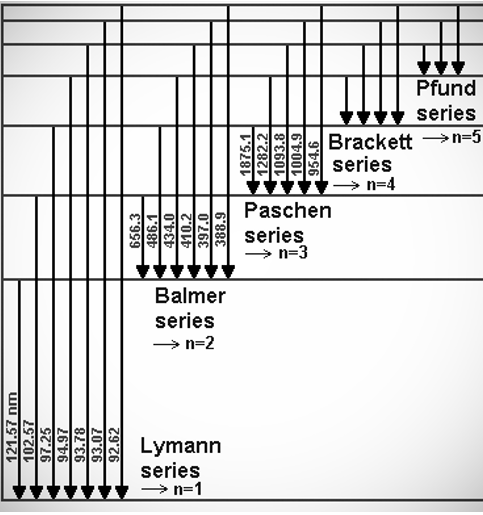 Pfund
series
→ n=5
1875.1
1282.2
1093.8
1004.9
954.6
Brackett
series
→ n=4
656.3
486.1
434.0
410.2
397.0
388.9
Paschen
series
→ n=3
Balmer
series
→ n=2
121.57 nm
102.57
97.25
94.97
93.78
93.07
92.62
Lymann
series
→ n=1